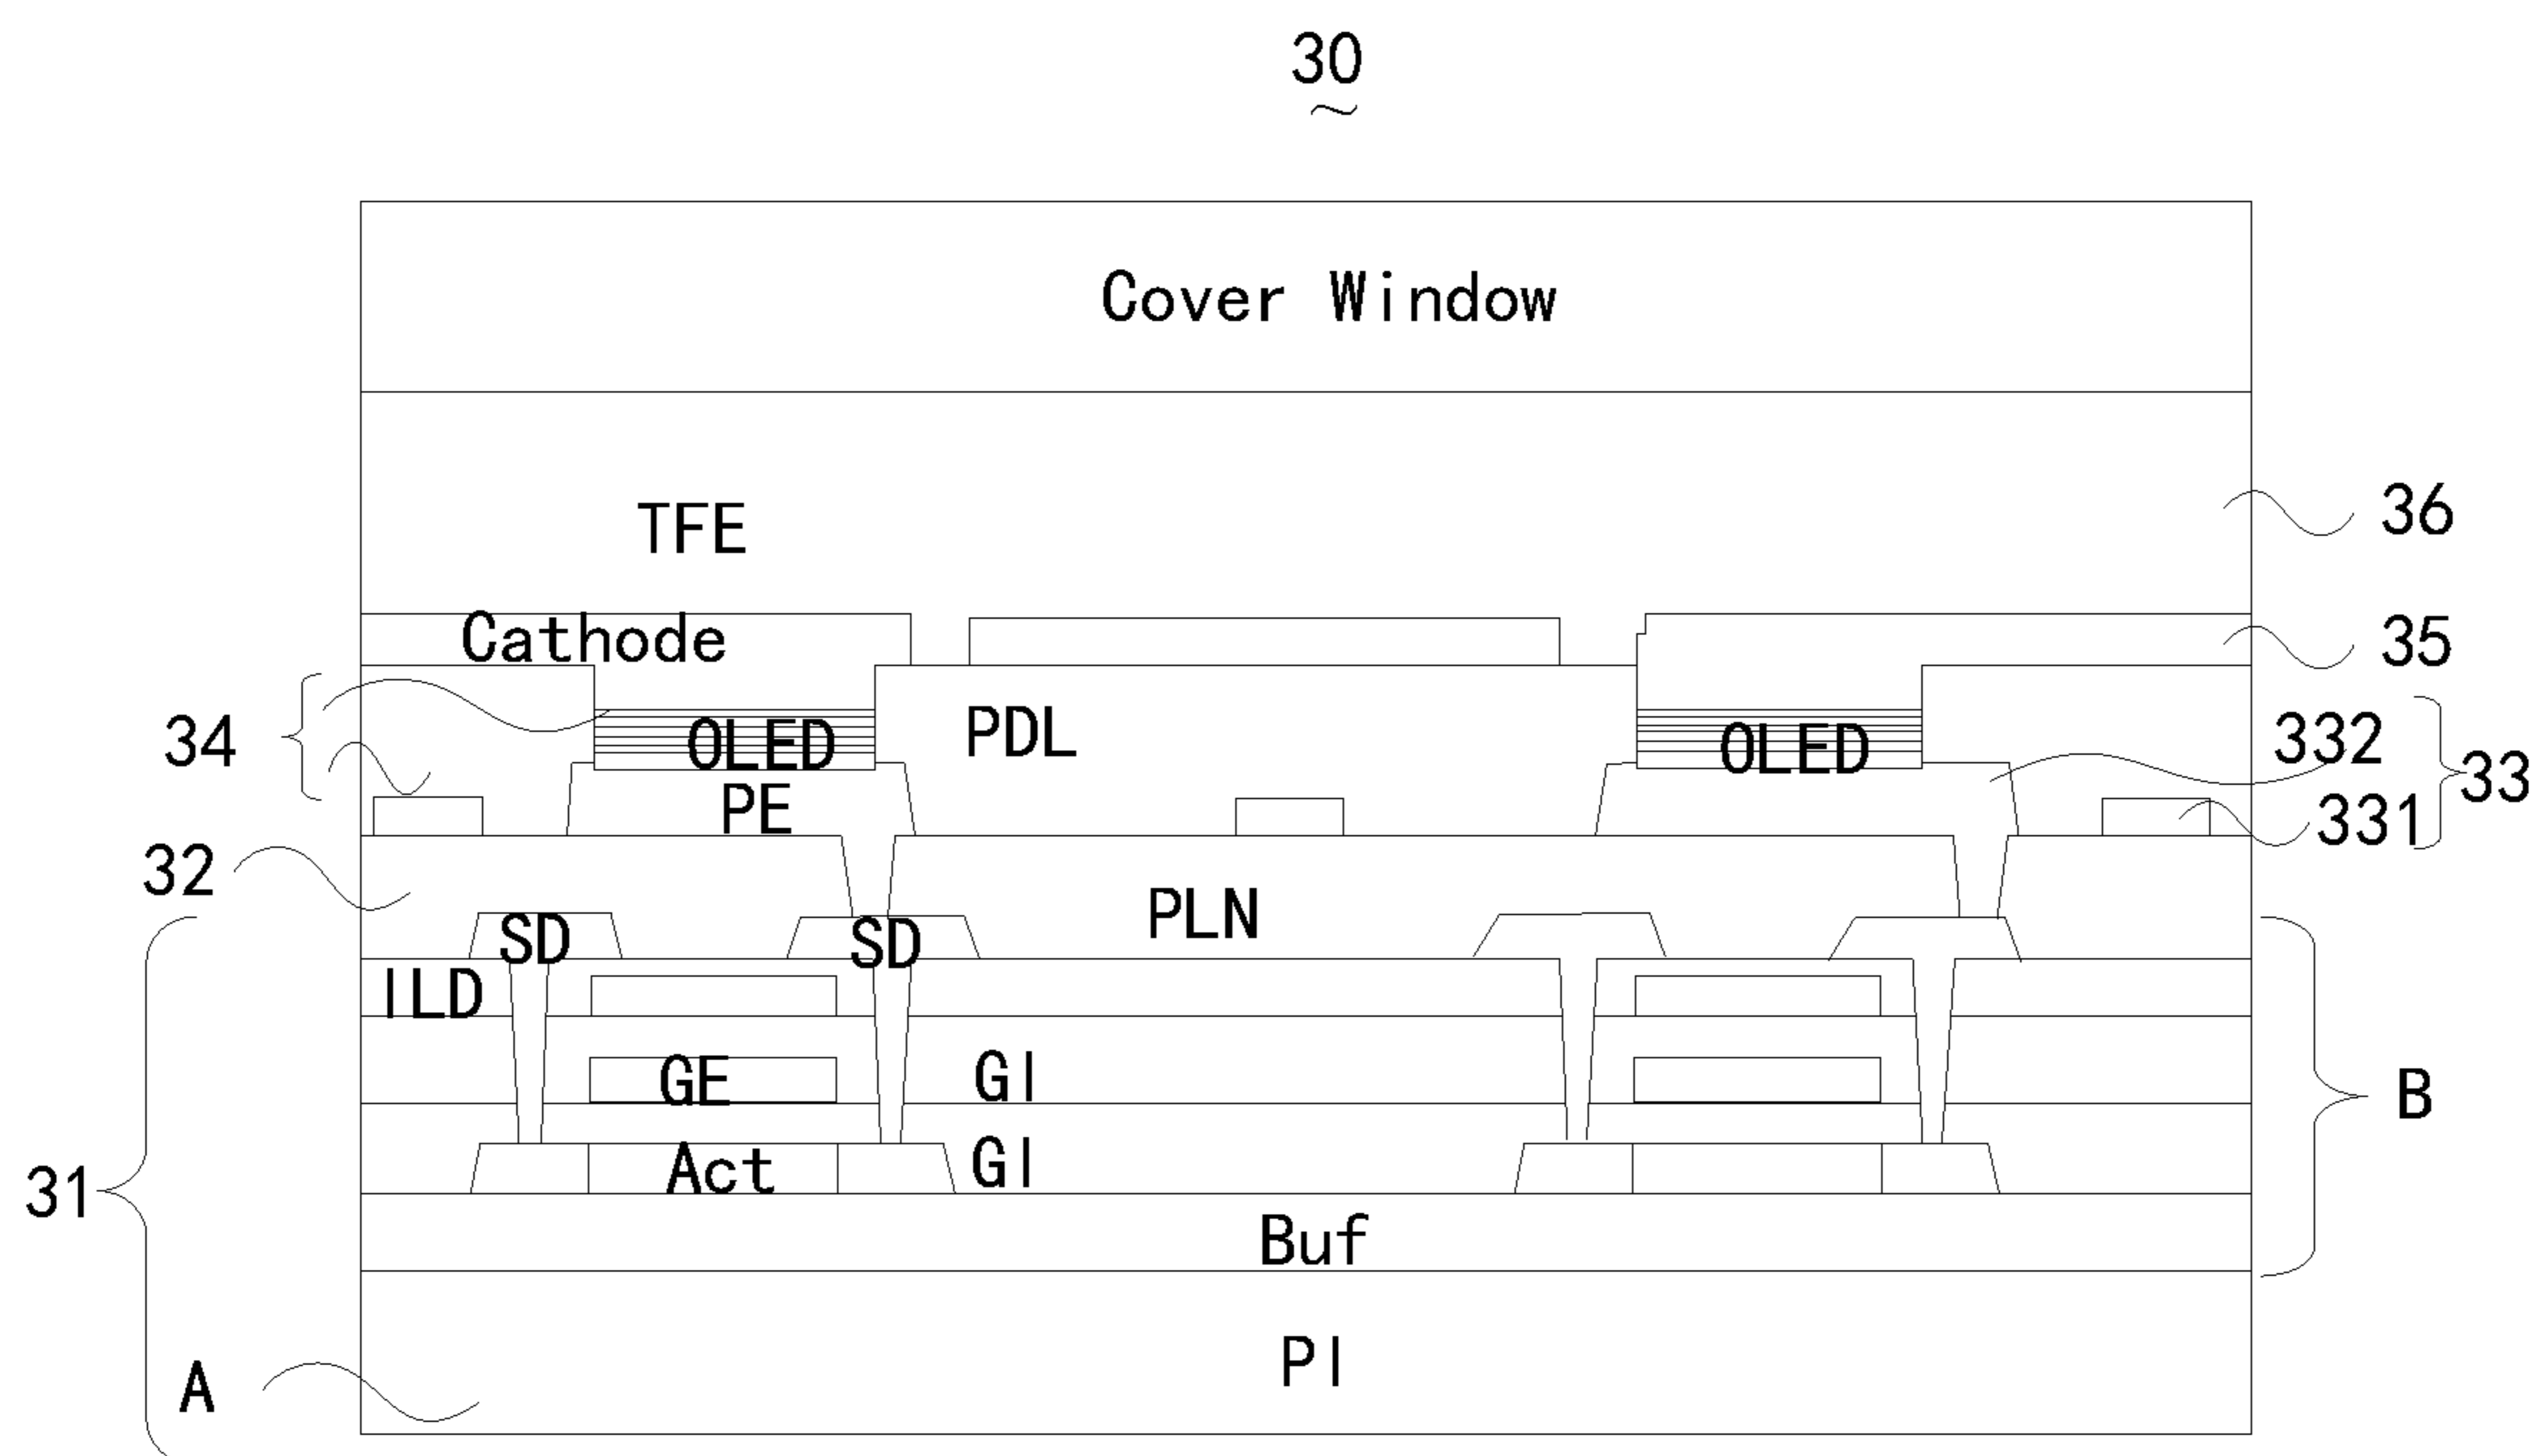 30
Cover Window
TFE
36
Cathode
35
34
OLED
PDL
OLED
332
33
PE
331
32
SD
SD
PLN
ILD
GE
GI
B
31
Act
GI
Buf
A
PI